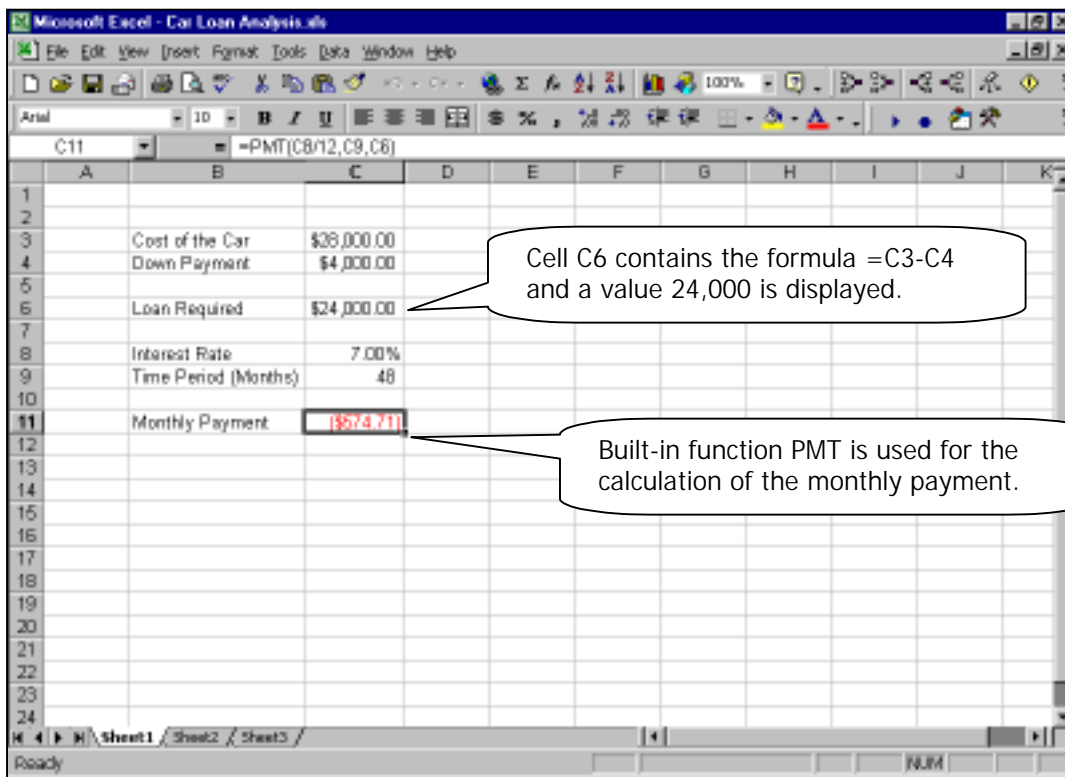 Microsoft Excel - Car Loan Analysis.xls
File Edit View Insert Format Tools Data Window Help
100%
Arial 10 B I U $ % ,
C11 = =PMT(C8/12,C9,C6)
A B C D E F G H I J K
1
2
3 Cost of the Car $28,000.00
4 Down Payment $4,000.00
Cell C6 contains the formula =C3-C4
and a value 24,000 is displayed.
5
6 Loan Required $24,000.00
7
8 Interest Rate 7.00%
9 Time Period (Months) 48
10
11 Monthly Payment ($574.71)
Built-in function PMT is used for the
calculation of the monthly payment.
12
13
14
15
16
17
18
19
20
21
22
23
24
Sheet1 Sheet2 Sheet3
Ready NUM